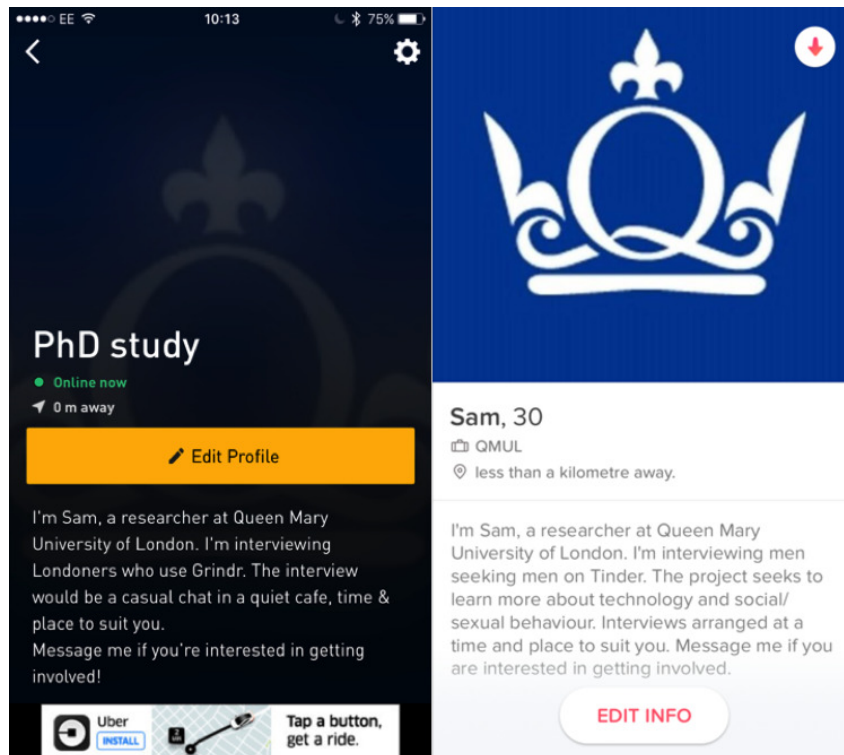 EE 10:13 75%
PhD study
Online now
0 m away
Edit Profile
I'm Sam, a researcher at Queen Mary
University of London. I'm interviewing
Londoners who use Grindr. The interview
would be a casual chat in a quiet cafe, time &
place to suit you.
Message me if you're interested in getting
involved!
Uber
INSTALL
Tap a button,
get a ride.
Q
Sam, 30
QMUL
less than a kilometre away.
I'm Sam, a researcher at Queen Mary
University of London. I'm interviewing men
seeking men on Tinder. The project seeks to
learn more about technology and social/
sexual behaviour. Interviews arranged at a
time and place to suit you. Message me if you
are interested in getting involved.
EDIT INFO